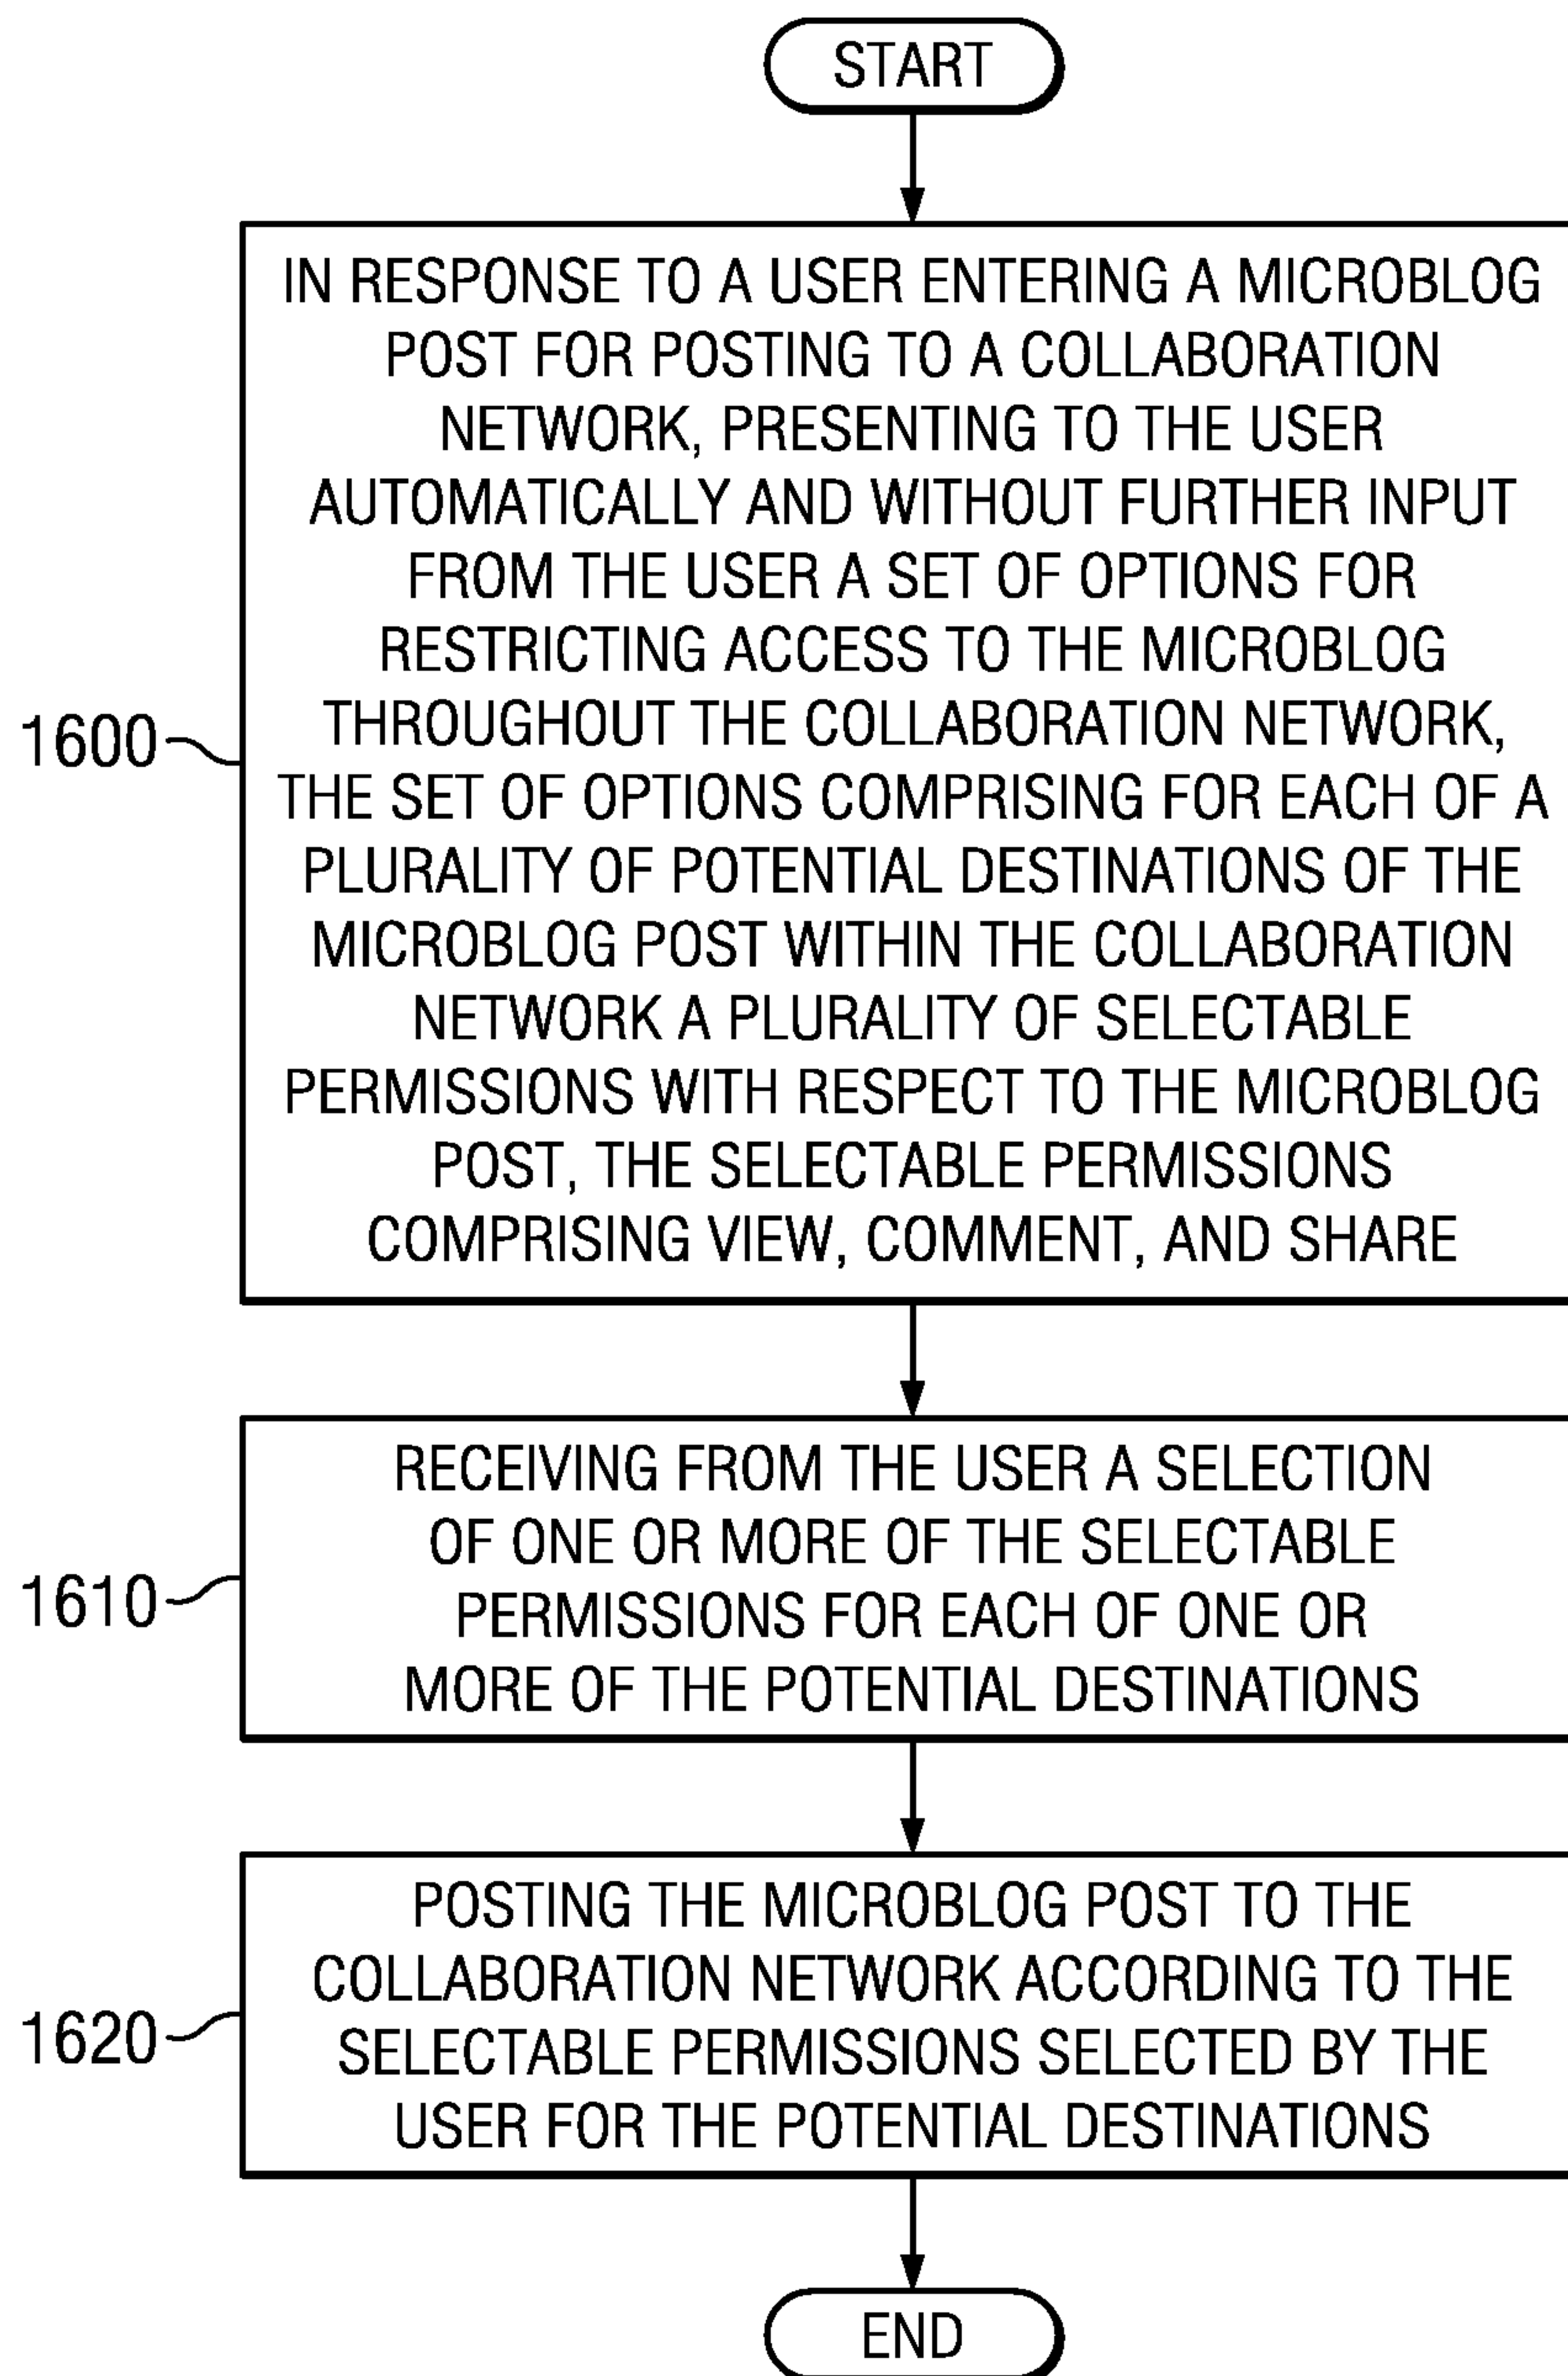 START
IN RESPONSE TO A USER ENTERING A MICROBLOG
POST FOR POSTING TO A COLLABORATION
NETWORK, PRESENTING TO THE USER
AUTOMATICALLY AND WITHOUT FURTHER INPUT
FROM THE USER A SET OF OPTIONS FOR
RESTRICTING ACCESS TO THE MICROBLOG
THROUGHOUT THE COLLABORATION NETWORK,
THE SET OF OPTIONS COMPRISING FOR EACH OF A
PLURALITY OF POTENTIAL DESTINATIONS OF THE
MICROBLOG POST WITHIN THE COLLABORATION
NETWORK A PLURALITY OF SELECTABLE
PERMISSIONS WITH RESPECT TO THE MICROBLOG
POST, THE SELECTABLE PERMISSIONS
COMPRISING VIEW, COMMENT, AND SHARE
1600
RECEIVING FROM THE USER A SELECTION
OF ONE OR MORE OF THE SELECTABLE
PERMISSIONS FOR EACH OF ONE OR
MORE OF THE POTENTIAL DESTINATIONS
1610
POSTING THE MICROBLOG POST TO THE
COLLABORATION NETWORK ACCORDING TO THE
SELECTABLE PERMISSIONS SELECTED BY THE
USER FOR THE POTENTIAL DESTINATIONS
1620
END